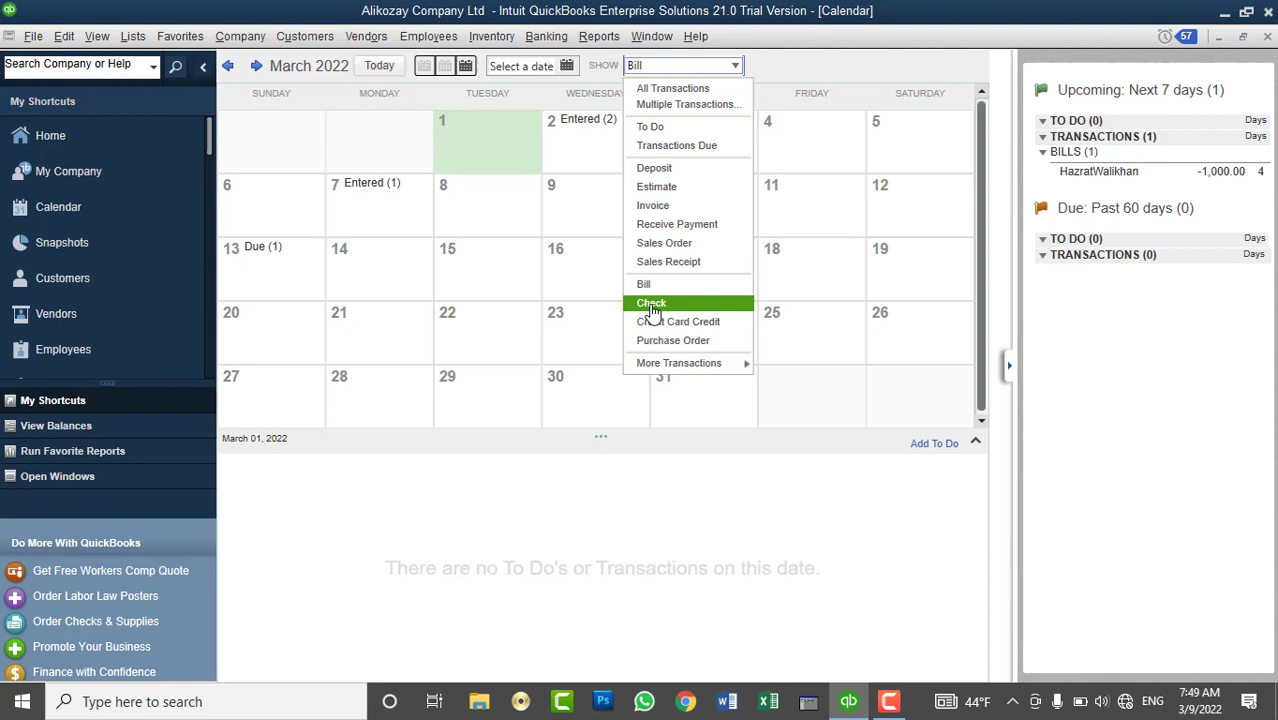 Alikozay Company Ltd - Intuit QuickBooks Enterprise Solutions 21.0 Trial Version - [Calendar]
File Edit View Lists Favorites Company Customers Vendors Employees Inventory Banking Reports Window Help 57
Search Company or Help
March 2022 Today Select a date SHOW Bill
My Shortcuts
Home
My Company
Calendar
Snapshots
Customers
Vendors
Employees
My Shortcuts
View Balances
Run Favorite Reports
Open Windows
Do More With QuickBooks
Get Free Workers Comp Quote
Order Labor Law Posters
Order Checks & Supplies
Promote Your Business
Finance with Confidence
SUNDAY MONDAY TUESDAY WEDNESDAY FRIDAY SATURDAY
1 2 Entered (2) 4 5
6 7 Entered (1) 8 9 11 12
13 Due (1) 14 15 16 18 19
20 21 22 23 25 26
27 28 29 30 31
All Transactions
Multiple Transactions...
To Do
Transactions Due
Deposit
Estimate
Invoice
Receive Payment
Sales Order
Sales Receipt
Bill
Check
Card Credit
Purchase Order
More Transactions
March 01, 2022 Add To Do
There are no To Do's or Transactions on this date.
Upcoming: Next 7 days (1)
TO DO (0) Days
TRANSACTIONS (1) Days
BILLS (1)
HazratWalikhan -1,000.00 4
Due: Past 60 days (0)
TO DO (0) Days
TRANSACTIONS (0) Days
Type here to search 44°F ENG 7:49 AM
3/9/2022